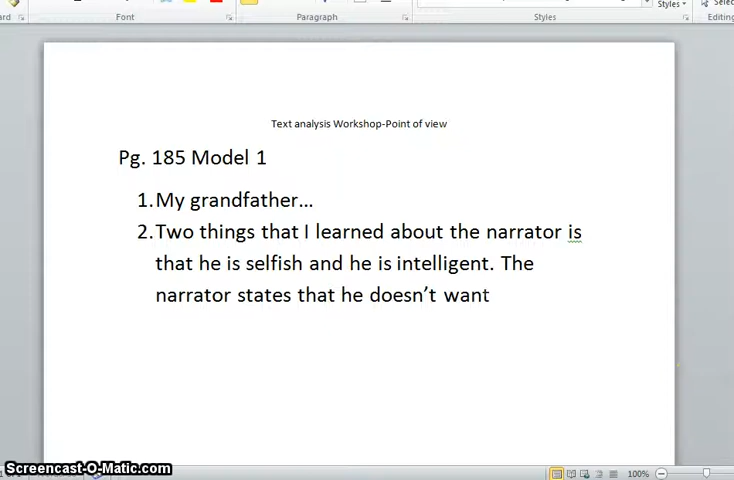 Font
Paragraph
Styles
Styles
Editing
Text analysis Workshop-Point of view
Pg. 185 Model 1
1. My grandfather...
2. Two things that I learned about the narrator is
that he is selfish and he is intelligent. The
narrator states that he doesn't want
Screencast-O-Matic.com
100%